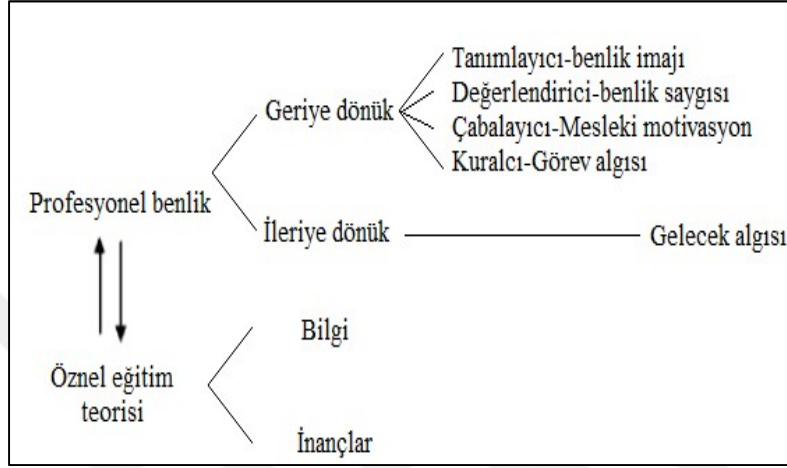 Tanımlayıcı-benlik imajı
Değerlendirici-benlik saygısı
Geriye dönük
Çabalayıcı-Mesleki motivasyon
Kuralcı-Görev algısı
Profesyonel benlik
İleriye dönük
Gelecek algısı
Bilgi
Öznel eğitim
teorisi
İnançlar